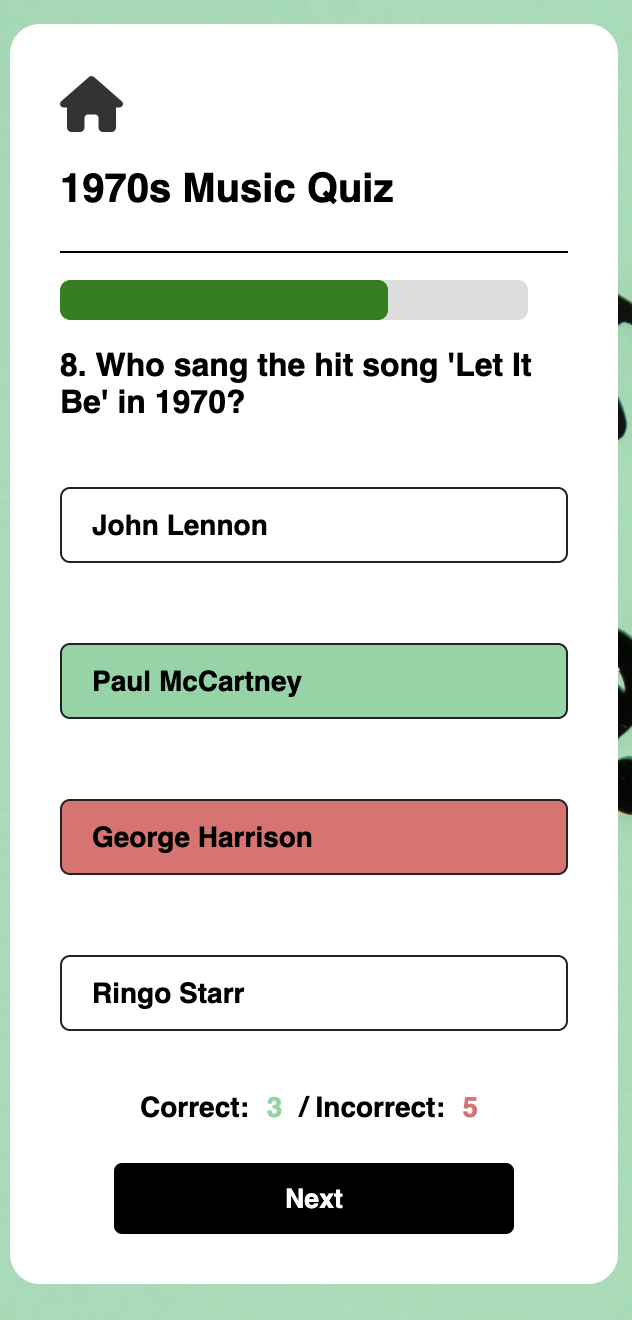 1970s Music Quiz
8. Who sang the hit song 'Let It
Be' in 1970?
John Lennon
Paul McCartney
George Harrison
Ringo Starr
Correct: 3 / Incorrect: 5
Next